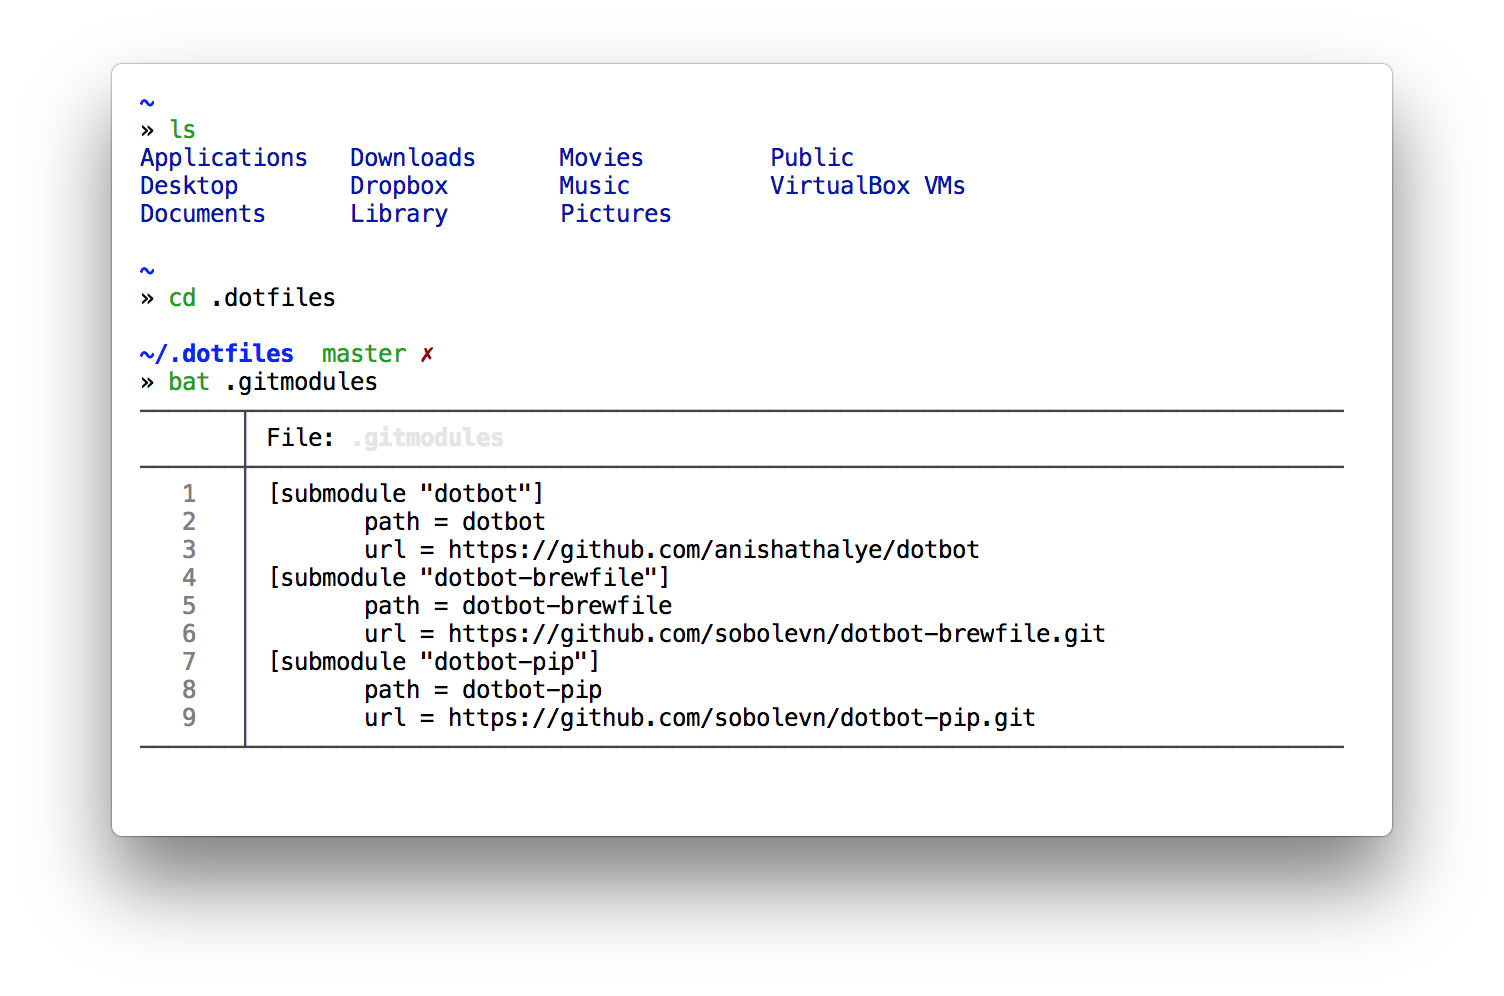 ~
» ls
Applications   Downloads      Movies         Public
Desktop        Dropbox        Music          VirtualBox VMs
Documents      Library        Pictures
~
» cd .dotfiles
~/.dotfiles  master ✗
» bat .gitmodules
File: .gitmodules
1 [submodule "dotbot"]
2 path = dotbot
3 url = https://github.com/anishathalye/dotbot
4 [submodule "dotbot-brewfile"]
5 path = dotbot-brewfile
6 url = https://github.com/sobolevn/dotbot-brewfile.git
7 [submodule "dotbot-pip"]
8 path = dotbot-pip
9 url = https://github.com/sobolevn/dotbot-pip.git